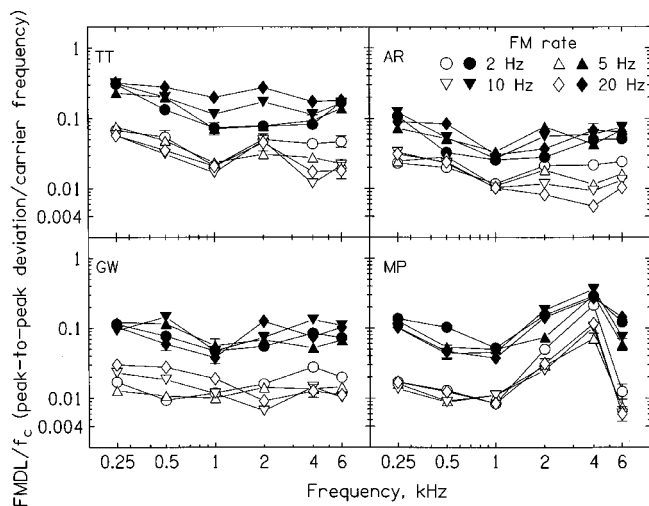 FMDL/fc (peak-to-peak deviation/carrier frequency)
1
0.1
0.01
0.004
1
0.1
0.01
0.004
TT
AR
FM rate
2 Hz
5 Hz
10 Hz
20 Hz
GW
MP
0.25 0.5 1 2 4 6
0.25 0.5 1 2 4 6
Frequency, kHz